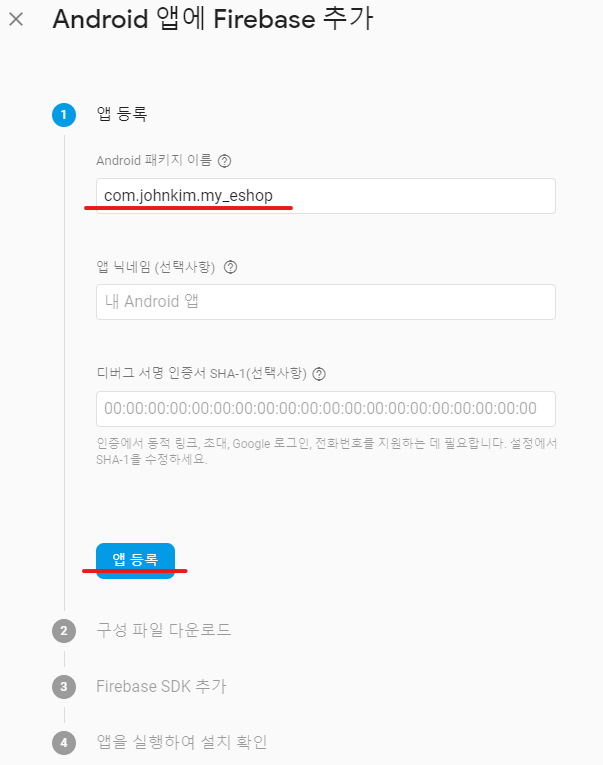 Android 앱에 Firebase 추가
1 앱 등록
Android 패키지 이름 ?
com.johnkim.my_eshop
앱 닉네임 (선택사항) ?
내 Android 앱
디버그 서명 인증서 SHA-1(선택사항) ?
00:00:00:00:00:00:00:00:00:00:00:00:00:00:00:00:00:00:00:00
인증에서 동적 링크, 초대, Google 로그인, 전화번호를 지원하는 데 필요합니다. 설정에서
SHA-1을 수정하세요.
앱 등록
2 구성 파일 다운로드
3 Firebase SDK 추가
4 앱을 실행하여 설치 확인